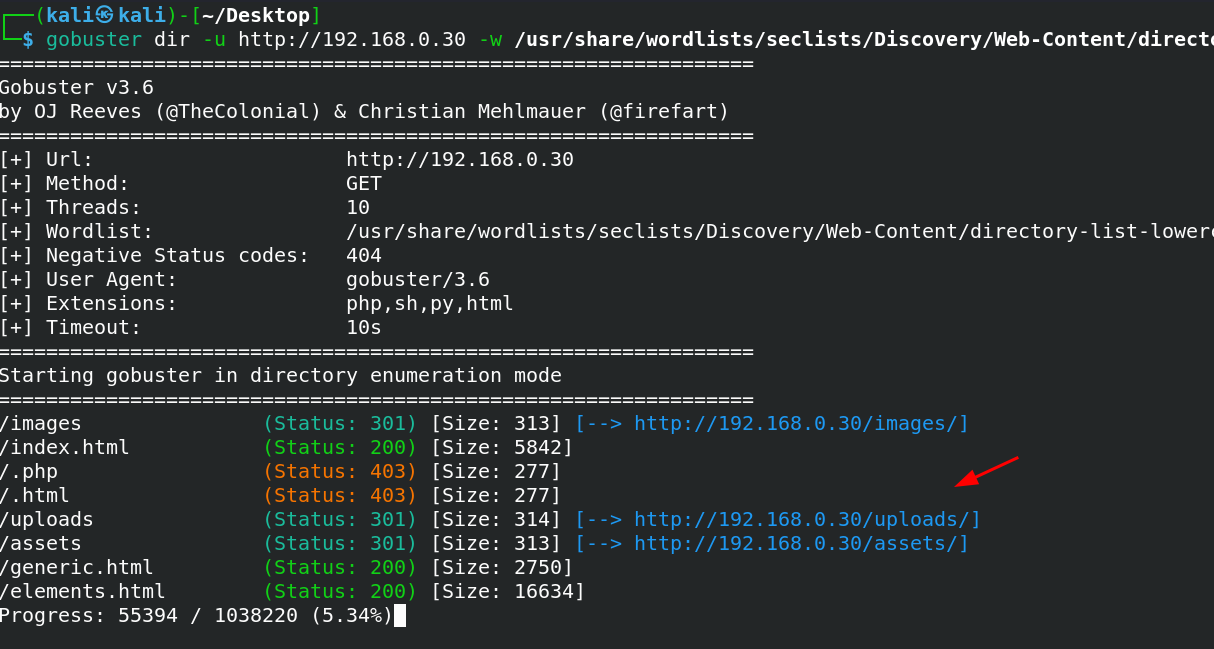 (kali㉿kali)-[~/Desktop]
$ gobuster dir -u http://192.168.0.30 -w /usr/share/wordlists/seclists/Discovery/Web-Content/directo
===============================================================
Gobuster v3.6
by OJ Reeves (@TheColonial) & Christian Mehlmauer (@firefart)
===============================================================
[+] Url:                     http://192.168.0.30
[+] Method:                  GET
[+] Threads:                 10
[+] Wordlist:                /usr/share/wordlists/seclists/Discovery/Web-Content/directory-list-lowerc
[+] Negative Status codes:   404
[+] User Agent:              gobuster/3.6
[+] Extensions:              php,sh,py,html
[+] Timeout:                 10s
===============================================================
Starting gobuster in directory enumeration mode
===============================================================
/images               (Status: 301) [Size: 313] [--> http://192.168.0.30/images/]
/index.html           (Status: 200) [Size: 5842]
/.php                 (Status: 403) [Size: 277]
/.html                (Status: 403) [Size: 277]
/uploads              (Status: 301) [Size: 314] [--> http://192.168.0.30/uploads/]
/assets               (Status: 301) [Size: 313] [--> http://192.168.0.30/assets/]
/generic.html         (Status: 200) [Size: 2750]
/elements.html        (Status: 200) [Size: 16634]
Progress: 55394 / 1038220 (5.34%)